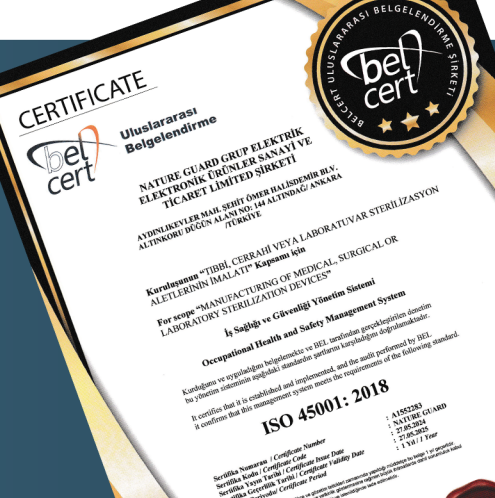 CERTIFICATE
bel
cert
Uluslararası
Belgelendirme
BELCERT ULUSLARARASI BELGELENDİRME ŞİRKETİ
bel
cert
NATURE GUARD GRUP ELEKTRİK
ELEKTRONİK ÜRÜNLER SANAYİ VE
TİCARET LİMİTED ŞİRKETİ
AYDINLIKEVLER MAH. ŞEHİT ÖMER HALİSDEMİR BLV.
ALTINKORU DÜĞÜN ALANI NO: 144 ALTINDAĞ/ ANKARA
/TÜRKİYE
Kuruluşunun "TIBBİ, CERRAHİ VEYA LABORATUVAR STERİLİZASYON
ALETLERİNİN İMALATI" Kapsamı için
For scope "MANUFACTURING OF MEDICAL, SURGICAL OR
LABORATORY STERILIZATION DEVICES"
İş Sağlığı ve Güvenliği Yönetim Sistemi
Occupational Health and Safety Management System
Kurduğunu ve uyguladığını belgelemekte ve BEL tarafından gerçekleştirilen denetim
bu yönetim sisteminin aşağıdaki standardın şartlarını karşıladığını doğrulamaktadır.
It certifies that it is established and implemented, and the audit performed by BEL
it confirms that this management system meets the requirements of the following standard.
ISO 45001: 2018
Sertifika Numarası / Certificate Number : A1552283
Sertifika Kodu / Certificate Code : NATURE GUARD
Sertifika Yayın Tarihi / Certificate Issue Date : 27.05.2024
Sertifika Geçerlilik Tarihi / Certificate Validity Date : 27.05.2025
Periyodu/ Certificate Period : 1 Yıl / 1 Year